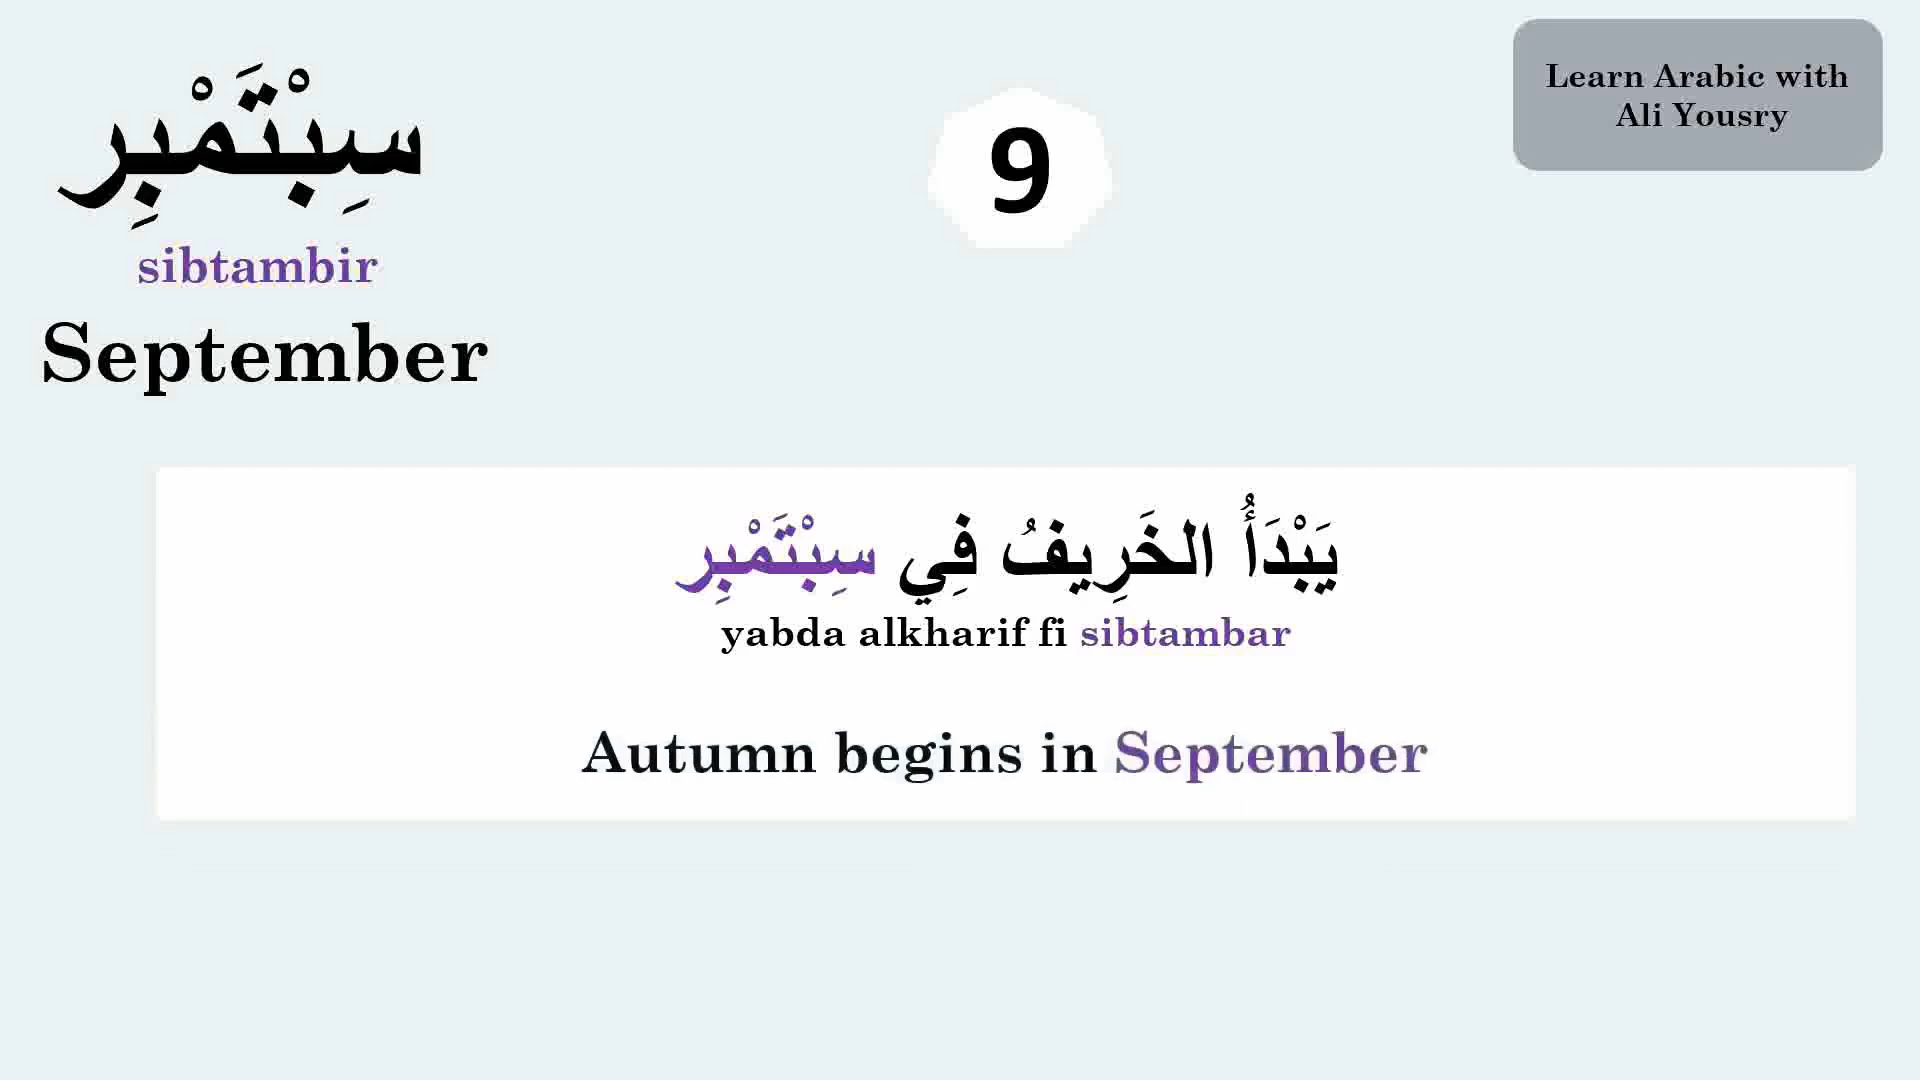 سِبْتَمْبِر
sibtambir
September
9
Learn Arabic with
Ali Yousry
يَبْدَأُ الخَرِيفُ فِي سِبْتَمْبِر
yabda alkharif fi sibtambar
Autumn begins in September